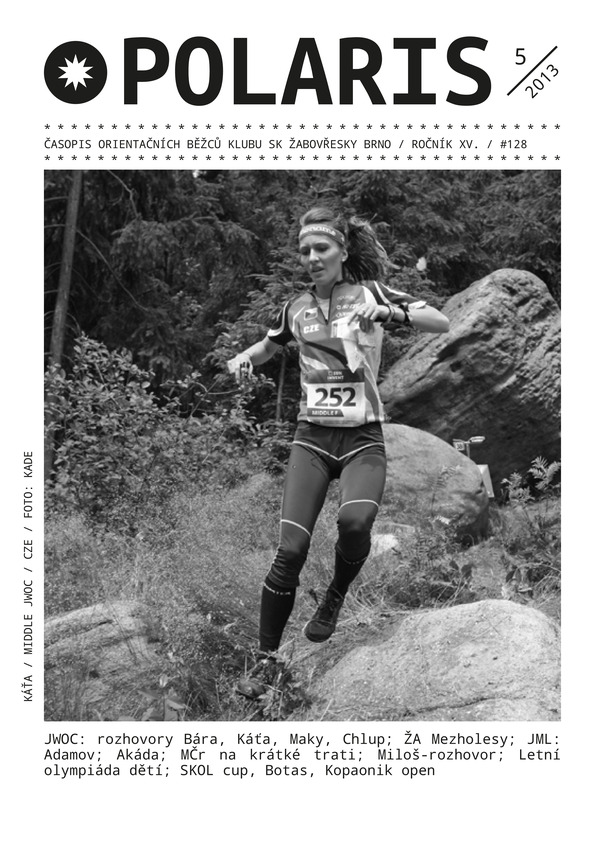 POLARIS
5
2013
* * * * * * * * * * * * * * * * * * * * * * * * * * * * * * * * * * * * * * *
ČASOPIS ORIENTAČNÍCH BĚŽCŮ KLUBU SK ŽABOVŘESKY BRNO / ROČNÍK XV. / #128
* * * * * * * * * * * * * * * * * * * * * * * * * * * * * * * * * * * * * * *
CZE
252
MIDDLE F
KÁŤA / MIDDLE JWOC / CZE / FOTO: KADE
JWOC: rozhovory Bára, Káťa, Maky, Chlup; ŽA Mezholesy; JML:
Adamov; Akáda; MČr na krátké trati; Miloš-rozhovor; Letní
olympiáda dětí; SKOL cup, Botas, Kopaonik open